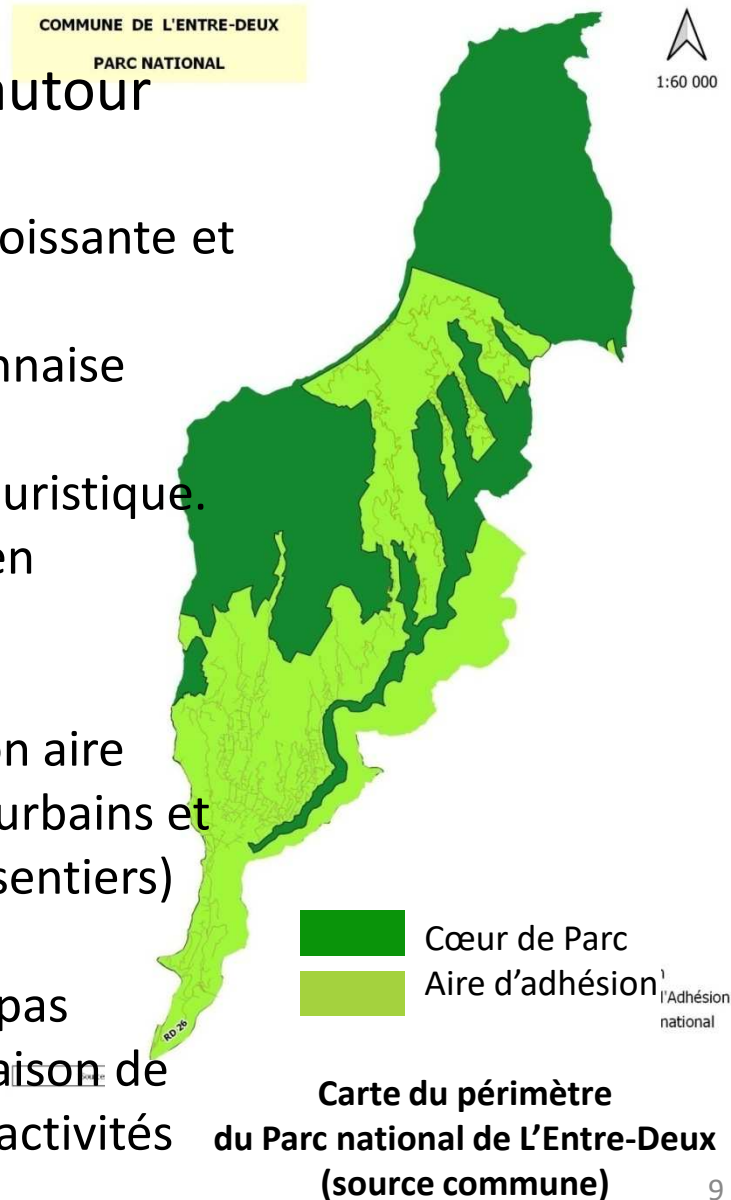 COMMUNE DE L'ENTRE-DEUX
PARC NATIONAL
1:60 000
autour
oissante et
nnaise
uristique.
en
on aire
urbains et
sentiers)
pas
aison de
activités
RD 26
Cœur de Parc
Aire d'adhésion
l'Adhésion
national
Carte du périmètre
du Parc national de L'Entre-Deux
(source commune)
9